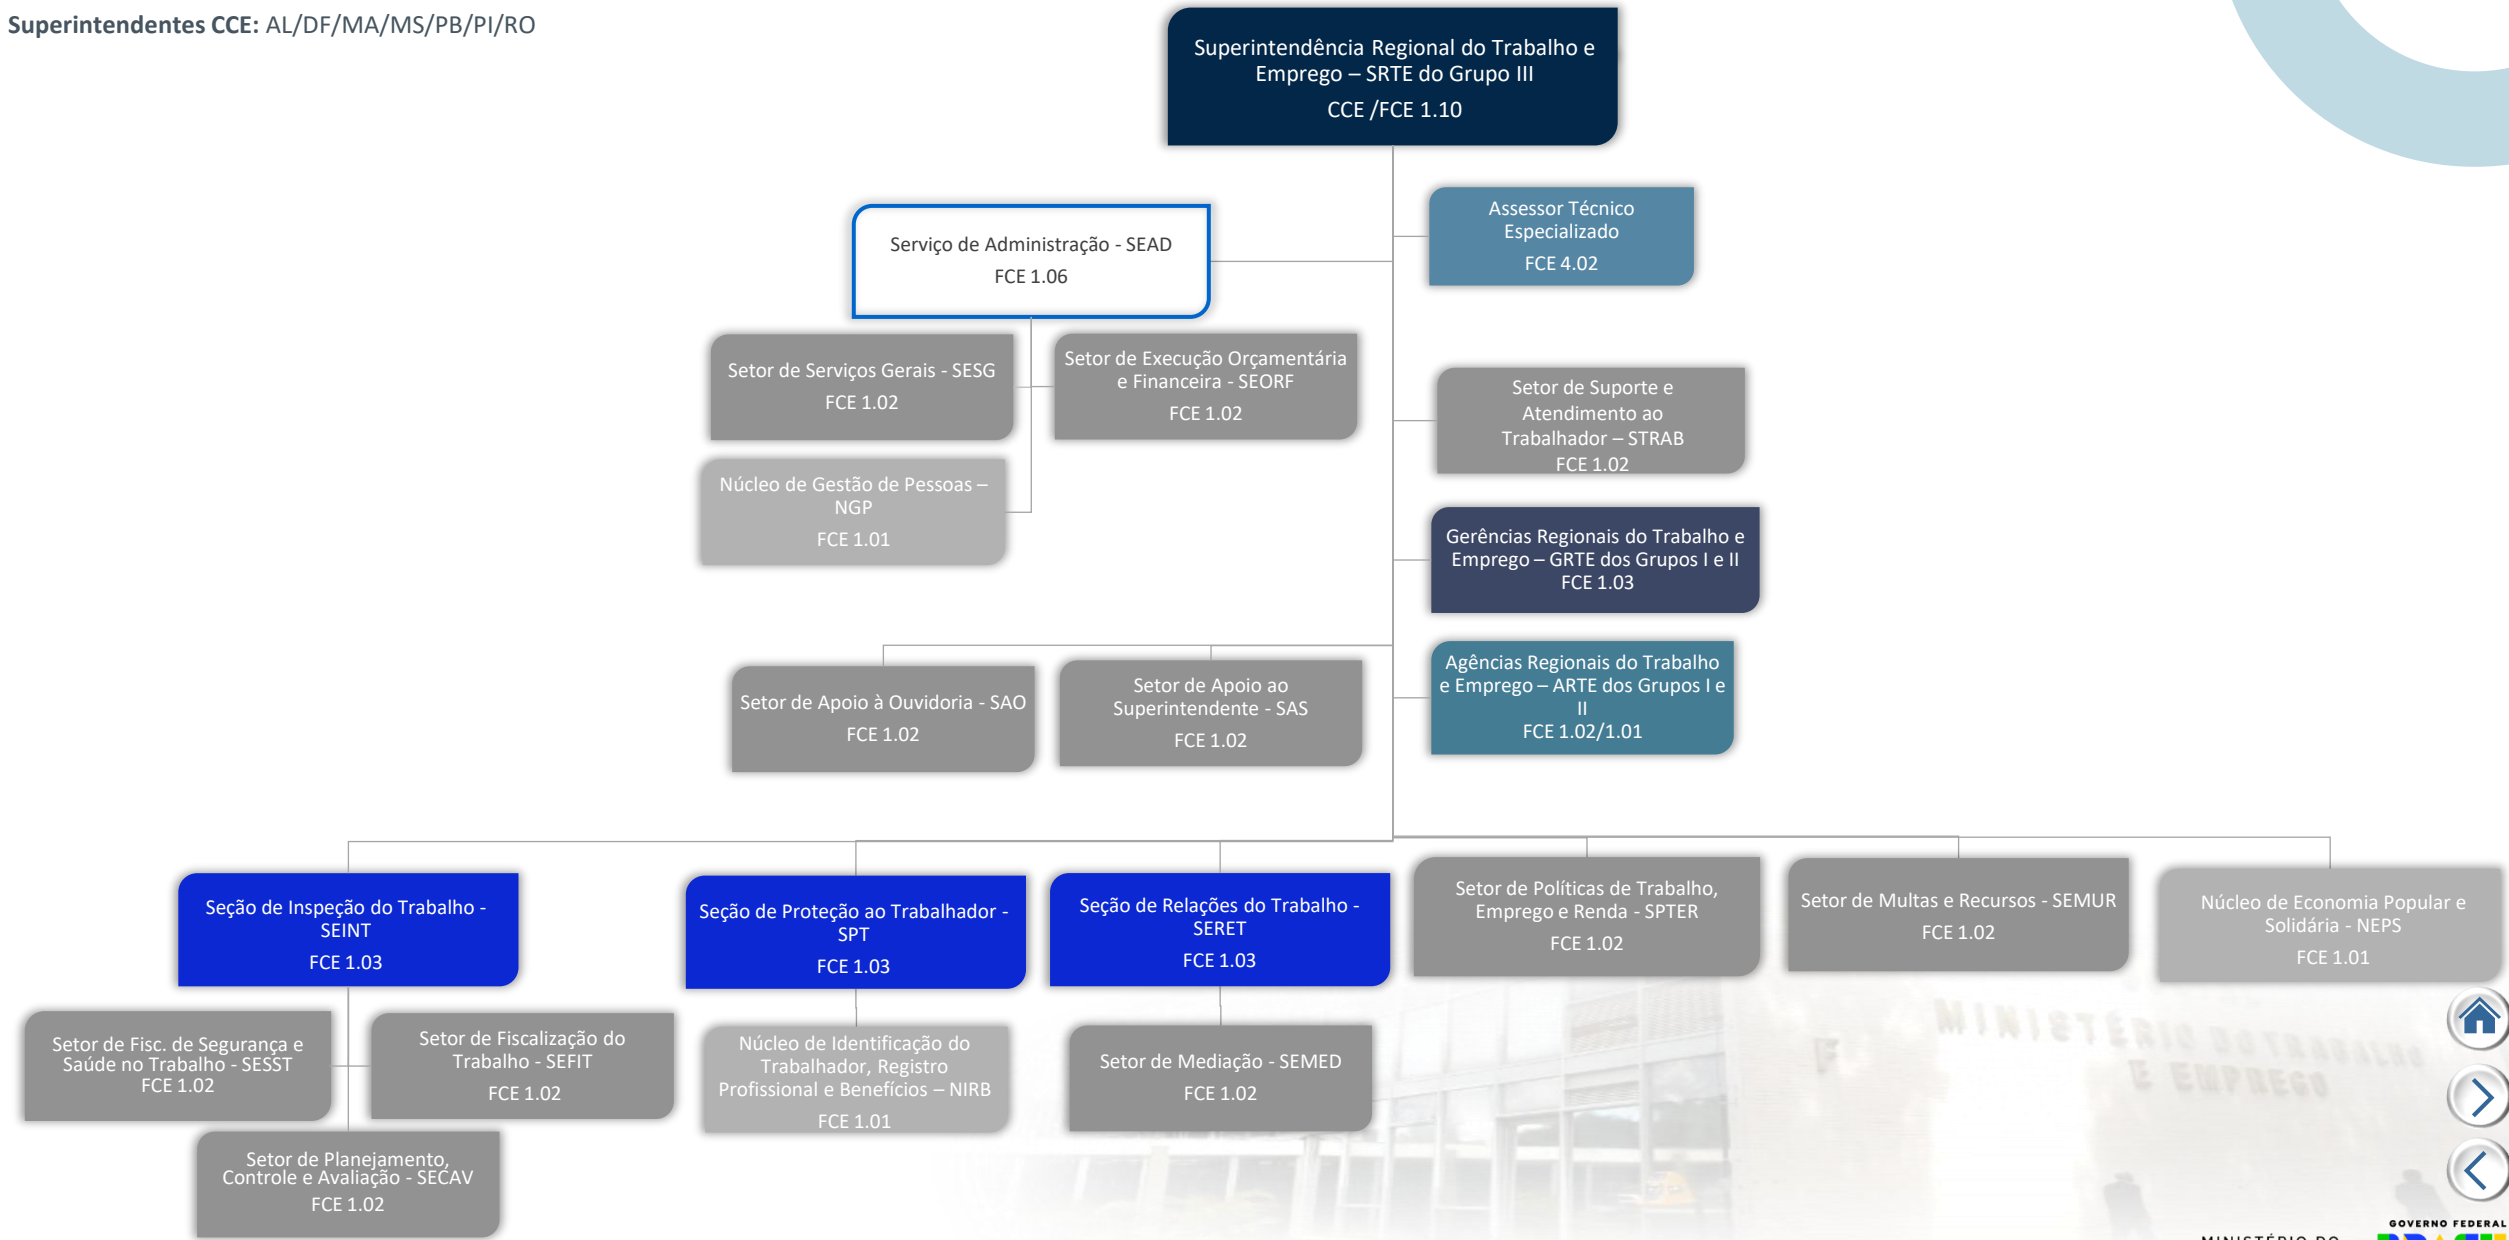 Superintendentes CCE: AL/DF/MA/MS/PB/PI/RO
Superintendência Regional do Trabalho e
Emprego – SRTE do Grupo III
CCE /FCE 1.10
Assessor Técnico
Especializado
FCE 4.02
Serviço de Administração - SEAD
FCE 1.06
Setor de Serviços Gerais - SESG
FCE 1.02
Setor de Execução Orçamentária
e Financeira - SEORF
FCE 1.02
Setor de Suporte e
Atendimento ao
Trabalhador – STRAB
FCE 1.02
Núcleo de Gestão de Pessoas –
NGP
FCE 1.01
Gerências Regionais do Trabalho e
Emprego – GRTE dos Grupos I e II
FCE 1.03
Setor de Apoio à Ouvidoria - SAO
FCE 1.02
Setor de Apoio ao
Superintendente - SAS
FCE 1.02
Agências Regionais do Trabalho
e Emprego – ARTE dos Grupos I e
II
FCE 1.02/1.01
Seção de Inspeção do Trabalho -
SEINT
FCE 1.03
Seção de Proteção ao Trabalhador -
SPT
FCE 1.03
Seção de Relações do Trabalho -
SERET
FCE 1.03
Setor de Políticas de Trabalho,
Emprego e Renda - SPTER
FCE 1.02
Setor de Multas e Recursos - SEMUR
FCE 1.02
Núcleo de Economia Popular e
Solidária - NEPS
FCE 1.01
Setor de Fisc. de Segurança e
Saúde no Trabalho - SESST
FCE 1.02
Setor de Fiscalização do
Trabalho - SEFIT
FCE 1.02
Núcleo de Identificação do
Trabalhador, Registro
Profissional e Benefícios – NIRB
FCE 1.01
Setor de Mediação - SEMED
FCE 1.02
Setor de Planejamento,
Controle e Avaliação - SECAV
FCE 1.02
MINISTÉRIO DO TRABALHO
E EMPREGO
GOVERNO FEDERAL
MINISTÉRIO DO